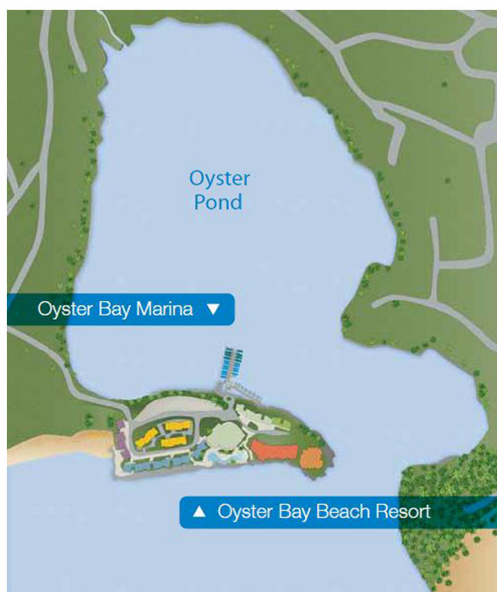 Oyster
Pond
Oyster Bay Marina ▼
▲ Oyster Bay Beach Resort